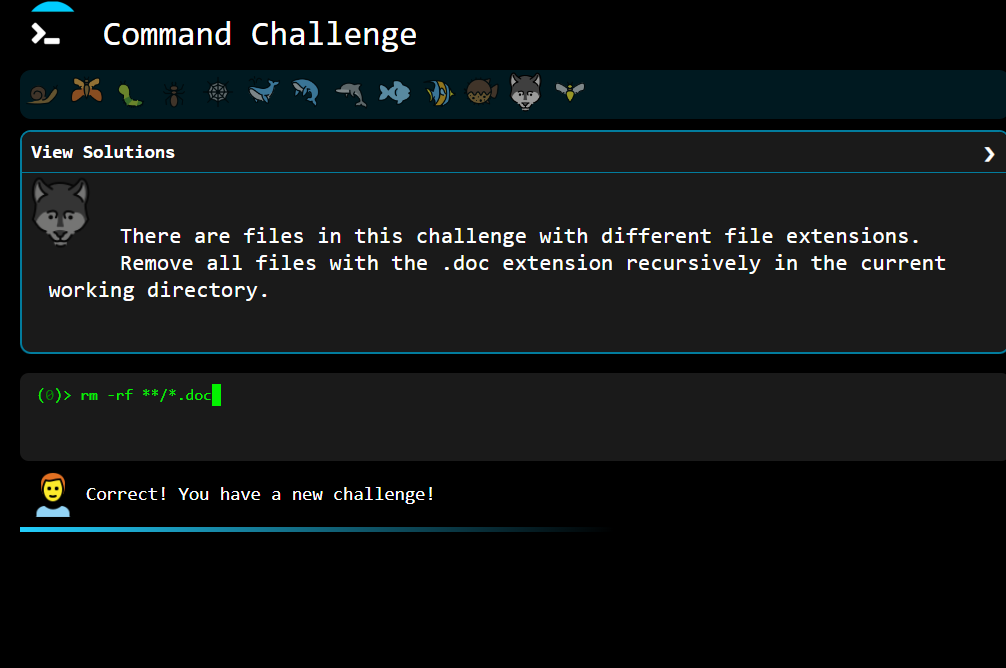 Command Challenge
View Solutions
There are files in this challenge with different file extensions.
Remove all files with the .doc extension recursively in the current
working directory.
(0)> rm -rf **/*.doc
Correct! You have a new challenge!